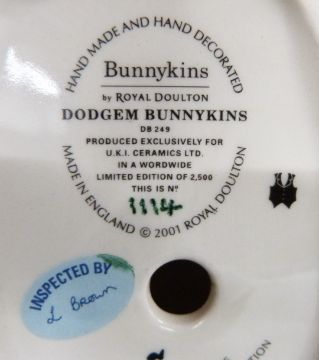 HAND MADE AND HAND DECORATED
Bunnykins
by ROYAL DOULTON
DODGEM BUNNYKINS
DB 249
PRODUCED EXCLUSIVELY FOR
U.K.I. CERAMICS LTD.
IN A WORDWIDE
LIMITED EDITION OF 2,500
THIS IS Nº
1114
MADE IN ENGLAND © 2001 ROYAL DOULTON
INSPECTED BY
L Brown